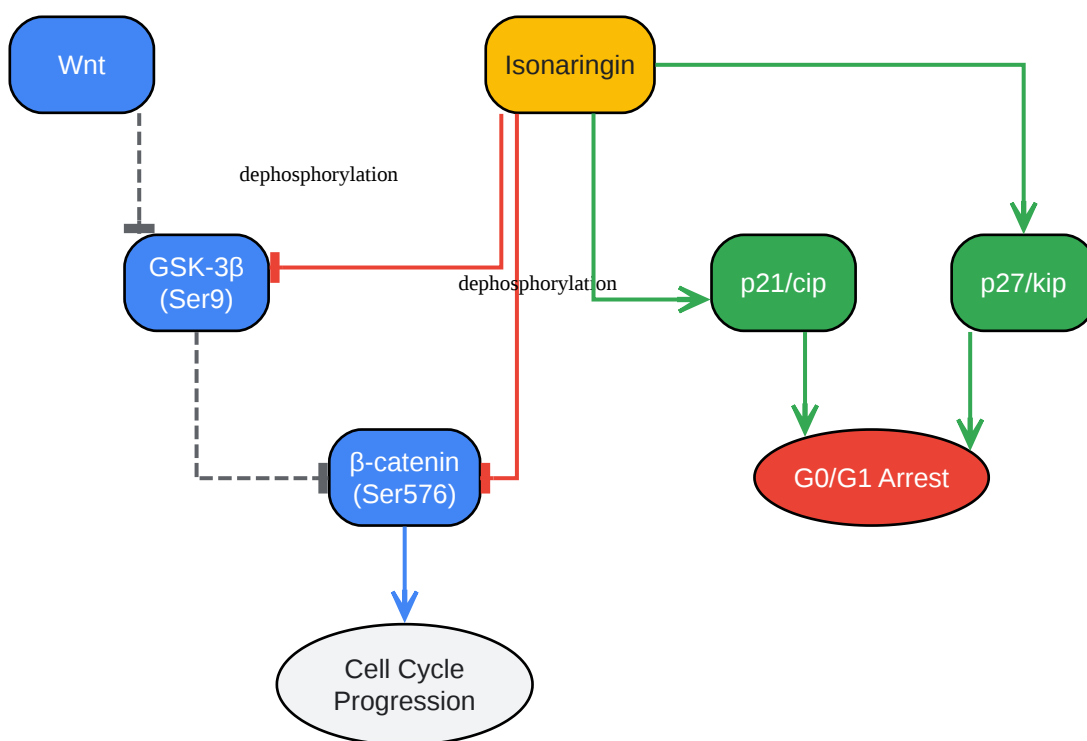 Wnt
Isonaringin
dephosphorylation
GSK-3β
(Ser9)
dephosphorylation
p21/cip
p27/kip
β-catenin
(Ser576)
G0/G1 Arrest
Cell Cycle
Progression